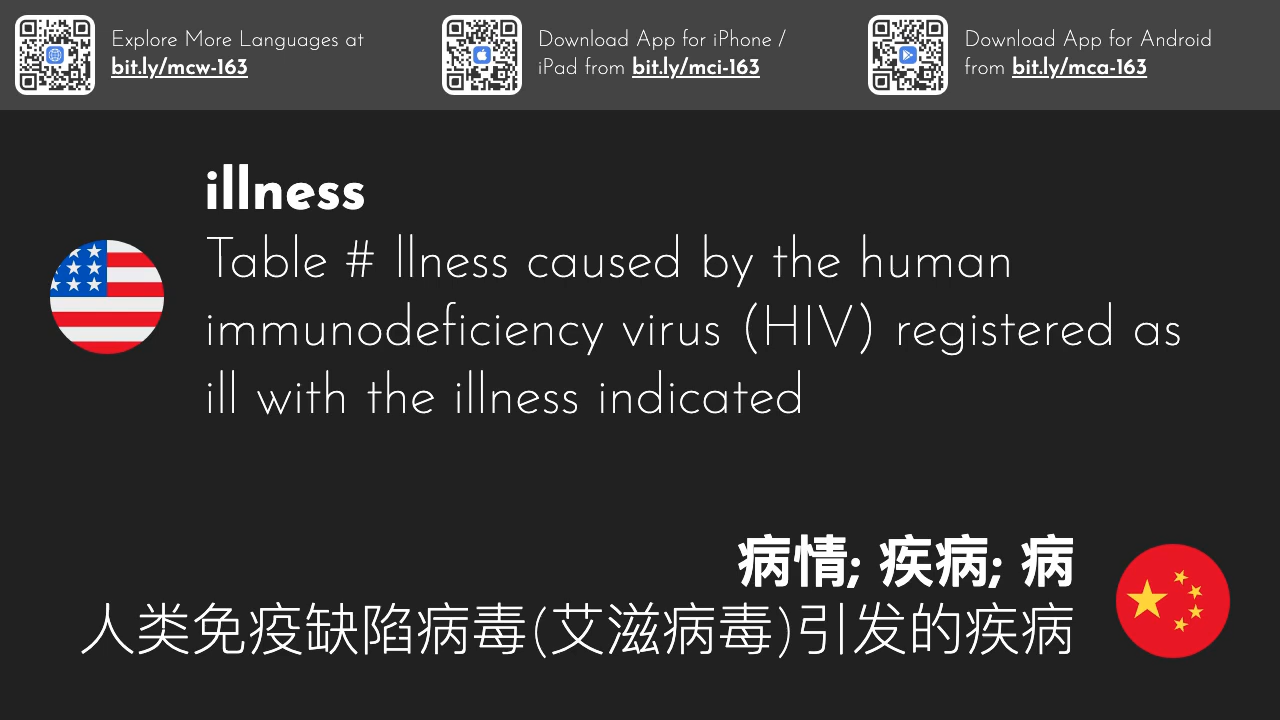 Explore More Languages at
bit.ly/mcw-163
Download App for iPhone /
iPad from bit.ly/mci-163
Download App for Android
from bit.ly/mca-163
illness
Table # llness caused by the human
immunodeficiency virus (HIV) registered as
ill with the illness indicated
病情; 疾病; 病
人类免疫缺陷病毒(艾滋病毒)引发的疾病